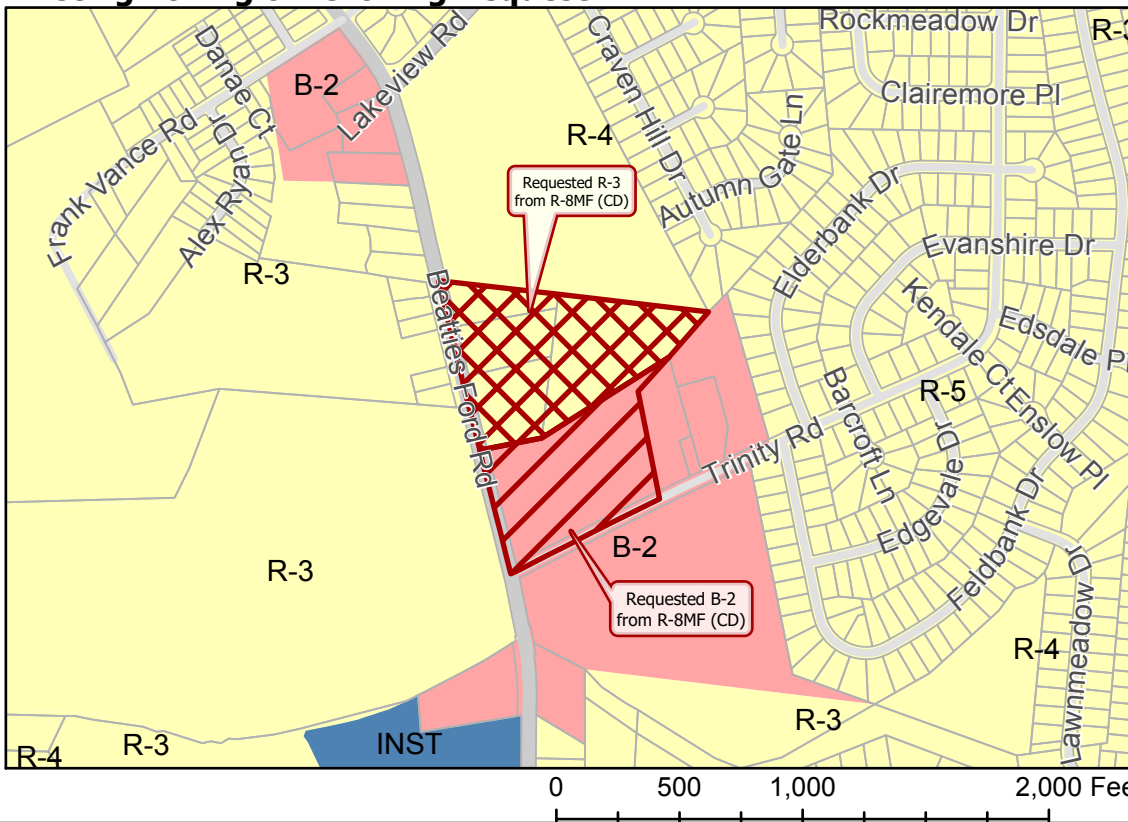 Rockmeadow Dr
R-3
Craven Hill Dr
Danae Ct
Lakeview Rd
B-2
Clairemore Pl
R-4
Frank Vance Rd
Alex Ryan Dr
Autumn Gate Ln
Requested R-3
from R-8MF (CD)
Elderbank Dr
Evanshire Dr
R-3
Beatties Ford Rd
Kendale Ct
Edsdale Pl
R-5
Enslow Pl
Barcroft Ln
Trinity Rd
Edgevale Dr
Feldbank Dr
R-3
B-2
Requested B-2
from R-8MF (CD)
Lawnmeadow Dr
R-4
R-3
INST
R-3
R-4
0 500 1,000 2,000 Fee